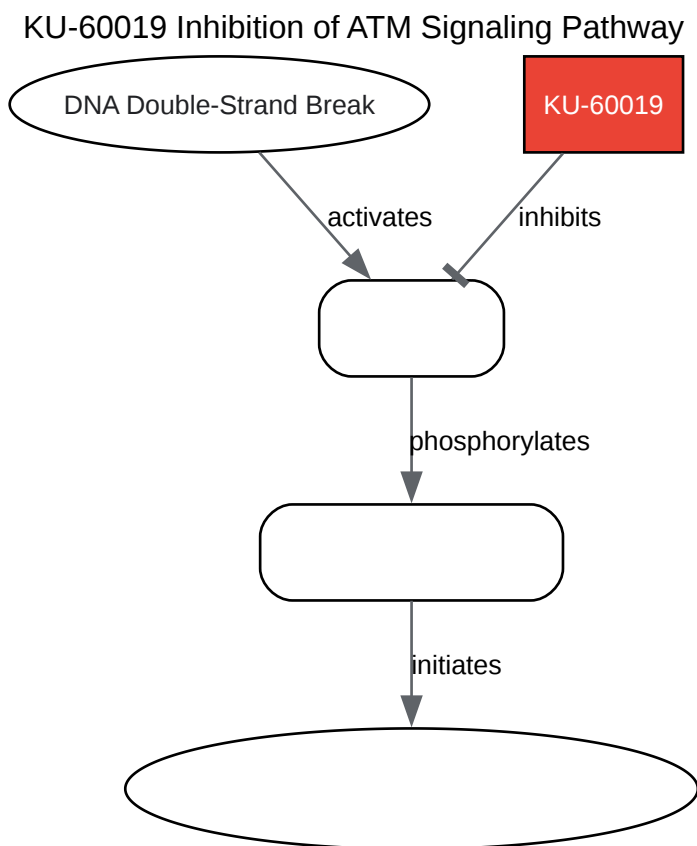 KU-60019 Inhibition of ATM Signaling Pathway
DNA Double-Strand Break
KU-60019
activates
inhibits
phosphorylates
initiates